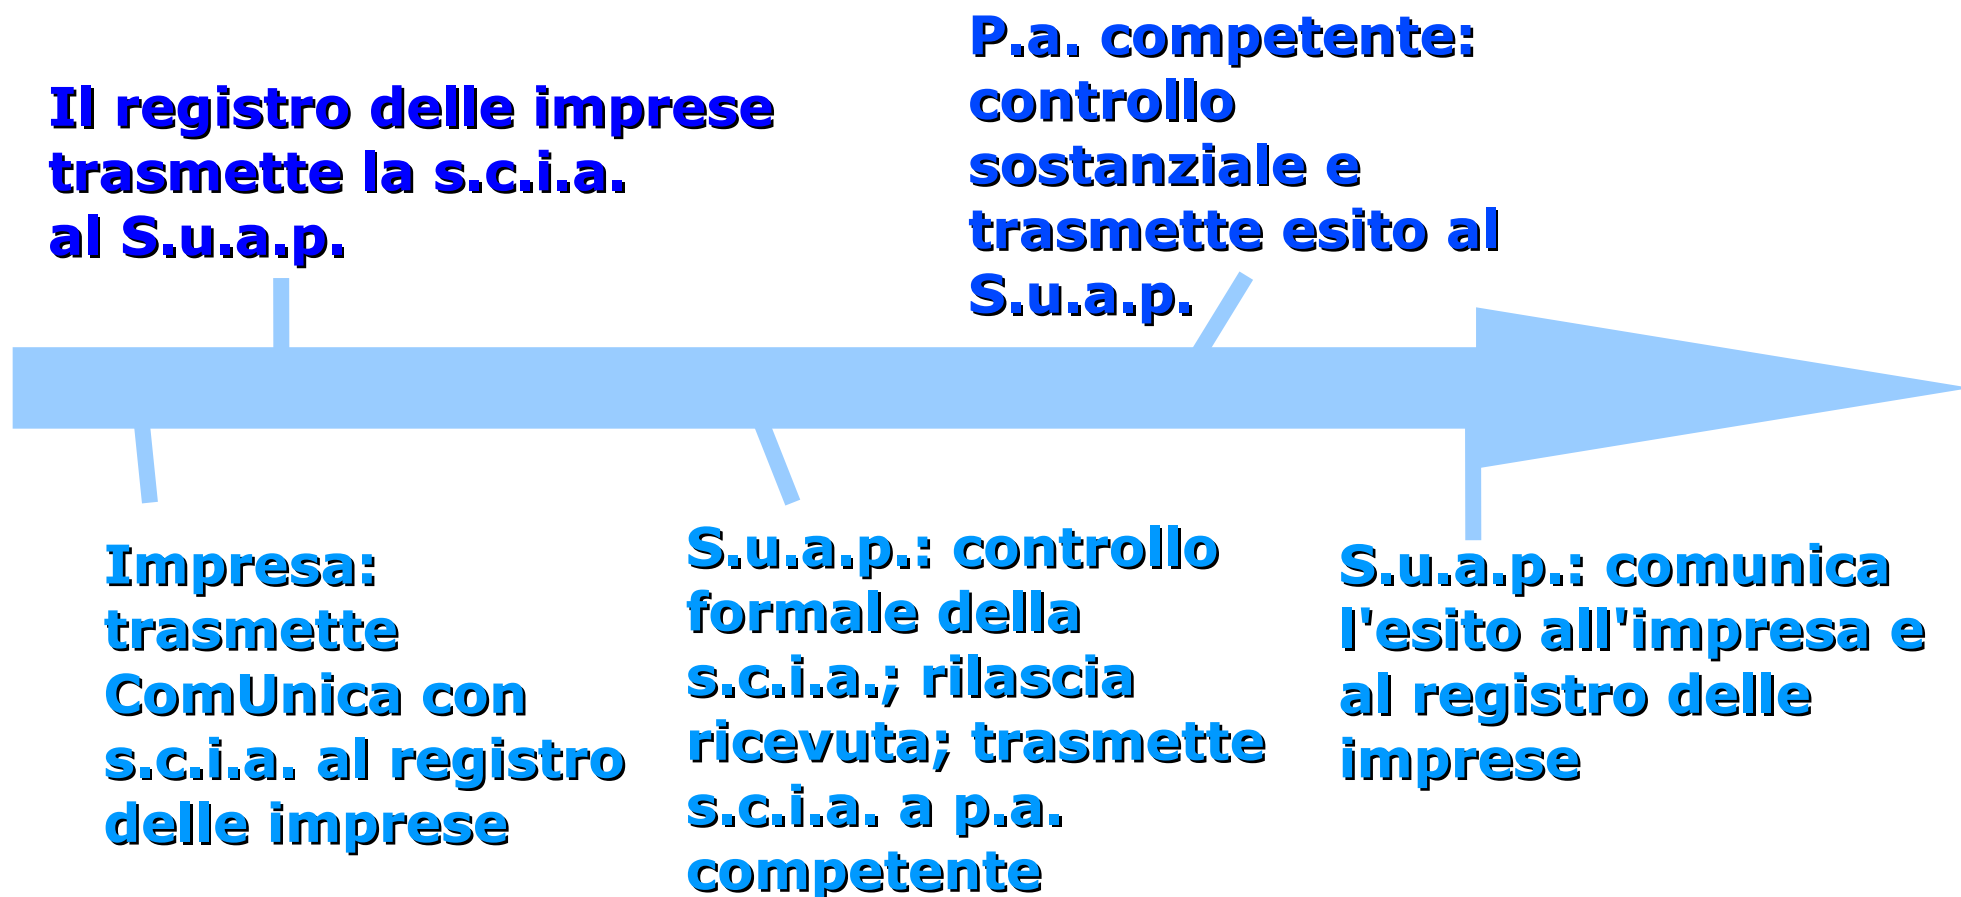 Il registro delle imprese
trasmette la s.c.i.a.
al S.u.a.p.
P.a. competente:
controllo
sostanziale e
trasmette esito al
S.u.a.p.
Impresa:
trasmette
ComUnica con
s.c.i.a. al registro
delle imprese
S.u.a.p.: controllo
formale della
s.c.i.a.; rilascia
ricevuta; trasmette
s.c.i.a. a p.a.
competente
S.u.a.p.: comunica
l'esito all'impresa e
al registro delle
imprese